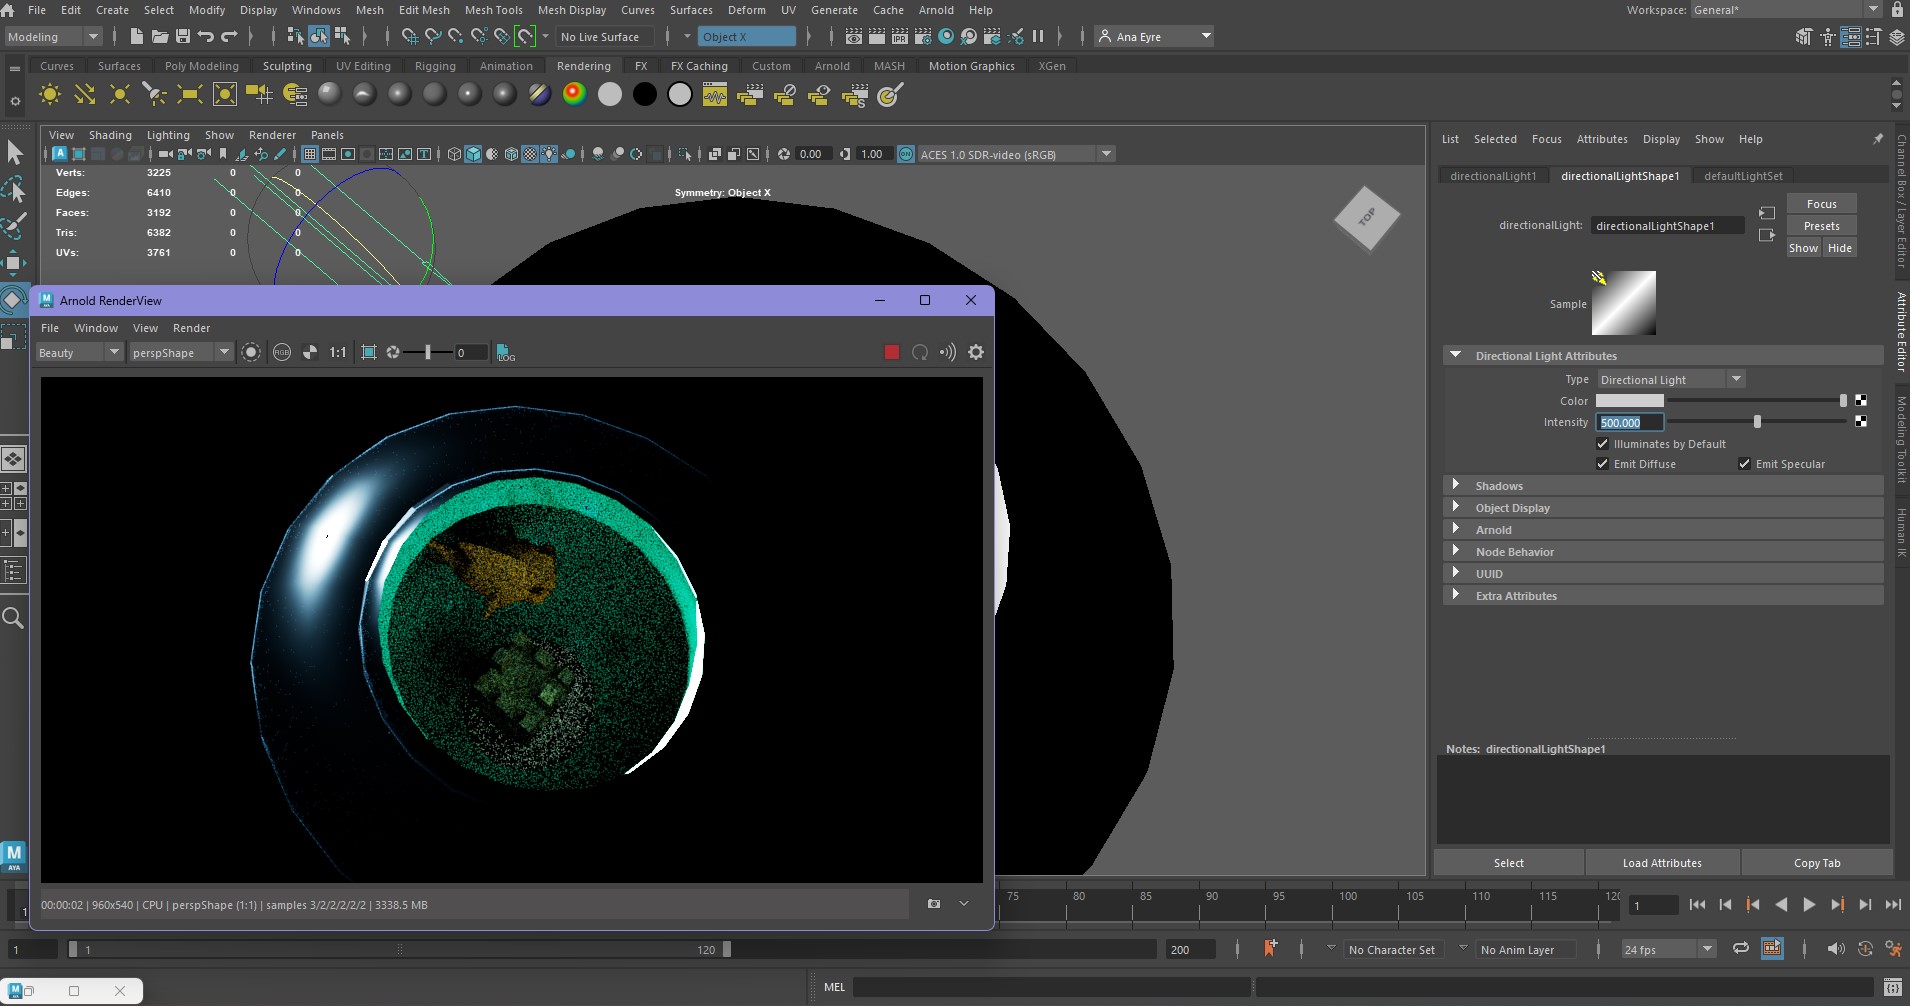 File Edit Create Select Modify Display Windows Mesh Edit Mesh Mesh Tools Mesh Display Curves Surfaces Deform UV Generate Cache Arnold Help Workspace: General*
Modeling No Live Surface Object X IPR Ana Eyre
Curves Surfaces Poly Modeling Sculpting UV Editing Rigging Animation Rendering FX FX Caching Custom Arnold MASH Motion Graphics XGen
View Shading Lighting Show Renderer Panels
0.00 1.00 ON ACES 1.0 SDR-video (sRGB)
Verts: 3225 0 0
Edges: 6410 0 0
Faces: 3192 0 0
Tris: 6382 0 0
UVs: 3761 0 0
Symmetry: Object X
TOP
Arnold RenderView
File Window View Render
Beauty perspShape RGB 1:1 0 LOG
00:00:02 | 960x540 | CPU | perspShape (1:1) | samples 3/2/2/2/2/2 | 3338.5 MB
List Selected Focus Attributes Display Show Help
directionalLight1 directionalLightShape1 defaultLightSet
Focus
directionalLight: directionalLightShape1 Presets
Show Hide
Sample
Directional Light Attributes
Type Directional Light
Color
Intensity 500.000
Illuminates by Default
Emit Diffuse Emit Specular
Shadows
Object Display
Arnold
Node Behavior
UUID
Extra Attributes
Notes: directionalLightShape1
Select Load Attributes Copy Tab
Channel Box / Layer Editor
Attribute Editor
Modeling Toolkit
Human IK
M
AYA
1 75 80 85 90 95 100 105 110 115 120 1
1 1 120 200 No Character Set No Anim Layer 24 fps
MEL